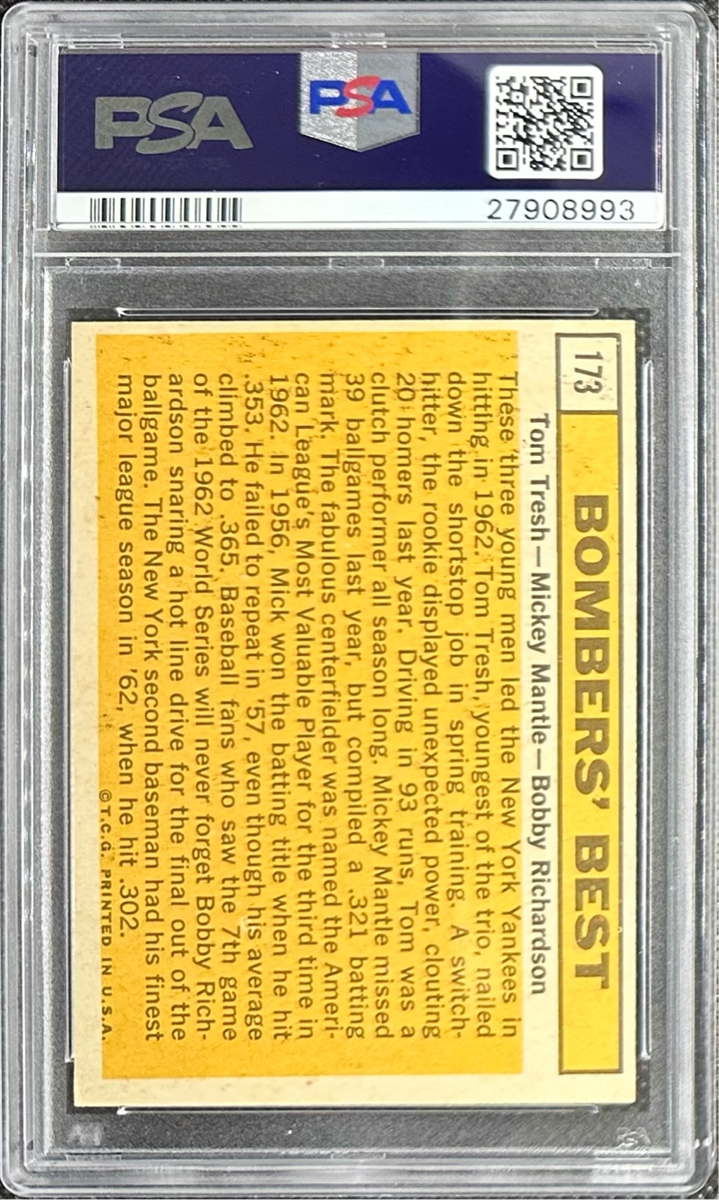 PSA
PSA
27908993
173
BOMBERS' BEST
Tom Tresh—Mickey Mantle—Bobby Richardson
These three young men led the New York Yankees in
hitting in 1962. Tom Tresh, youngest of the trio, nailed
down the shortstop job in spring training. A switch-
hitter, the rookie displayed unexpected power, clouting
20 homers last year. Driving in 93 runs, Tom was a
clutch performer all season long. Mickey Mantle missed
39 ballgames last year, but compiled a .321 batting
mark. The fabulous centerfielder was named the Ameri-
can League's Most Valuable Player for the third time in
1962. In 1956, Mick won the batting title when he hit
.353. He failed to repeat in '57, even though his average
climbed to .365. Baseball fans who saw the 7th game
of the 1962 World Series will never forget Bobby Rich-
ardson snaring a hot line drive for the final out of the
ballgame. The New York second baseman had his finest
major league season in '62, when he hit .302.
©T.C.G. PRINTED IN U.S.A.
PSA